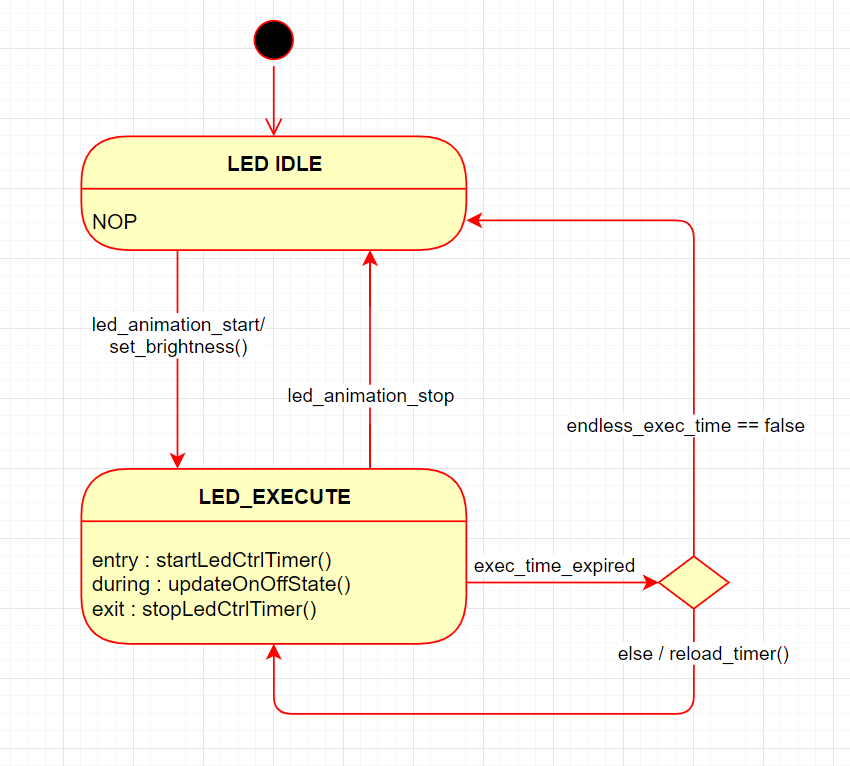 LED IDLE
NOP
led_animation_start/
set_brightness()
led_animation_stop
endless_exec_time == false
LED_EXECUTE
entry : startLedCtrlTimer()
during : updateOnOffState()
exit : stopLedCtrlTimer()
exec_time_expired
else / reload_timer()